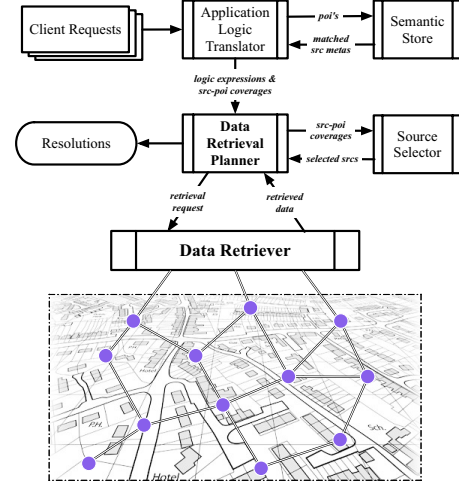 Client Requests
Application
Logic
Translator
poi's
matched
src metas
Semantic
Store
logic expressions &
src-poi coverages
Resolutions
Data
Retrieval
Planner
src-poi
coverages
selected srcs
Source
Selector
retrieval
request
retrieved
data
Data Retriever
Hotel
P.H.
Sch.
Hotel